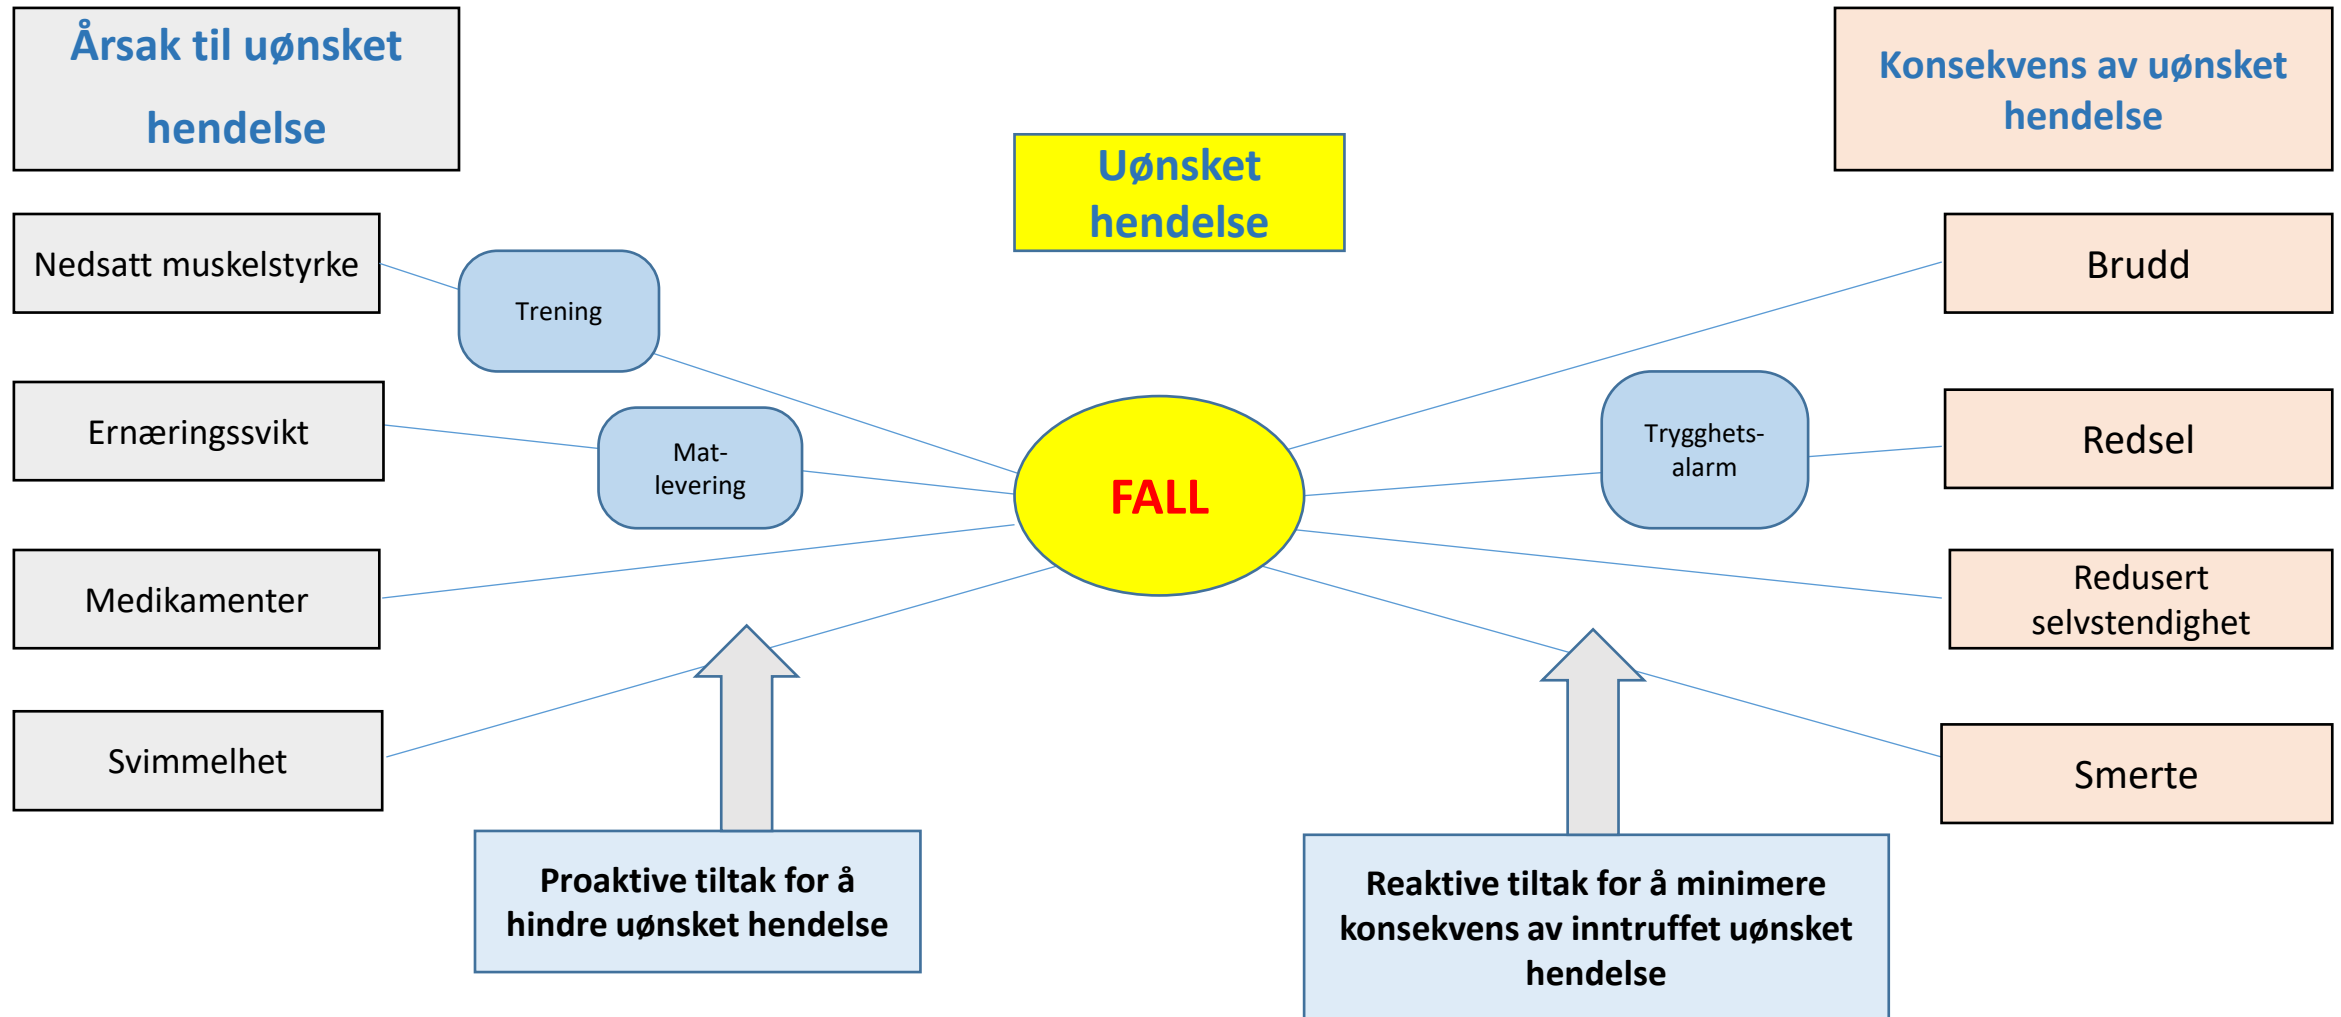 Årsak til uønsket
hendelse
Uønsket
hendelse
Konsekvens av uønsket
hendelse
Nedsatt muskelstyrke
Ernæringssvikt
Medikamenter
Svimmelhet
Trening
Mat-
levering
FALL
Trygghets-
alarm
Brudd
Redsel
Redusert
selvstendighet
Smerte
Proaktive tiltak for å
hindre uønsket hendelse
Reaktive tiltak for å minimere
konsekvens av inntruffet uønsket
hendelse